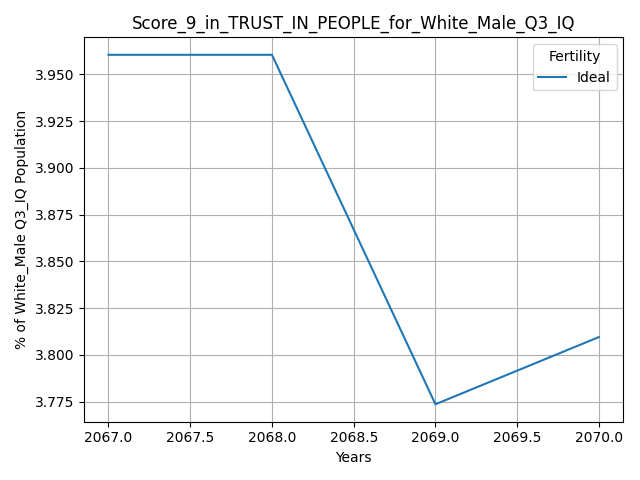 Score_9_in_TRUST_IN_PEOPLE_for_White_Male_Q3_IQ
Fertility
Ideal
% of White_Male Q3_IQ Population
3.950
3.925
3.900
3.875
3.850
3.825
3.800
3.775
2067.0 2067.5 2068.0 2068.5 2069.0 2069.5 2070.0
Years